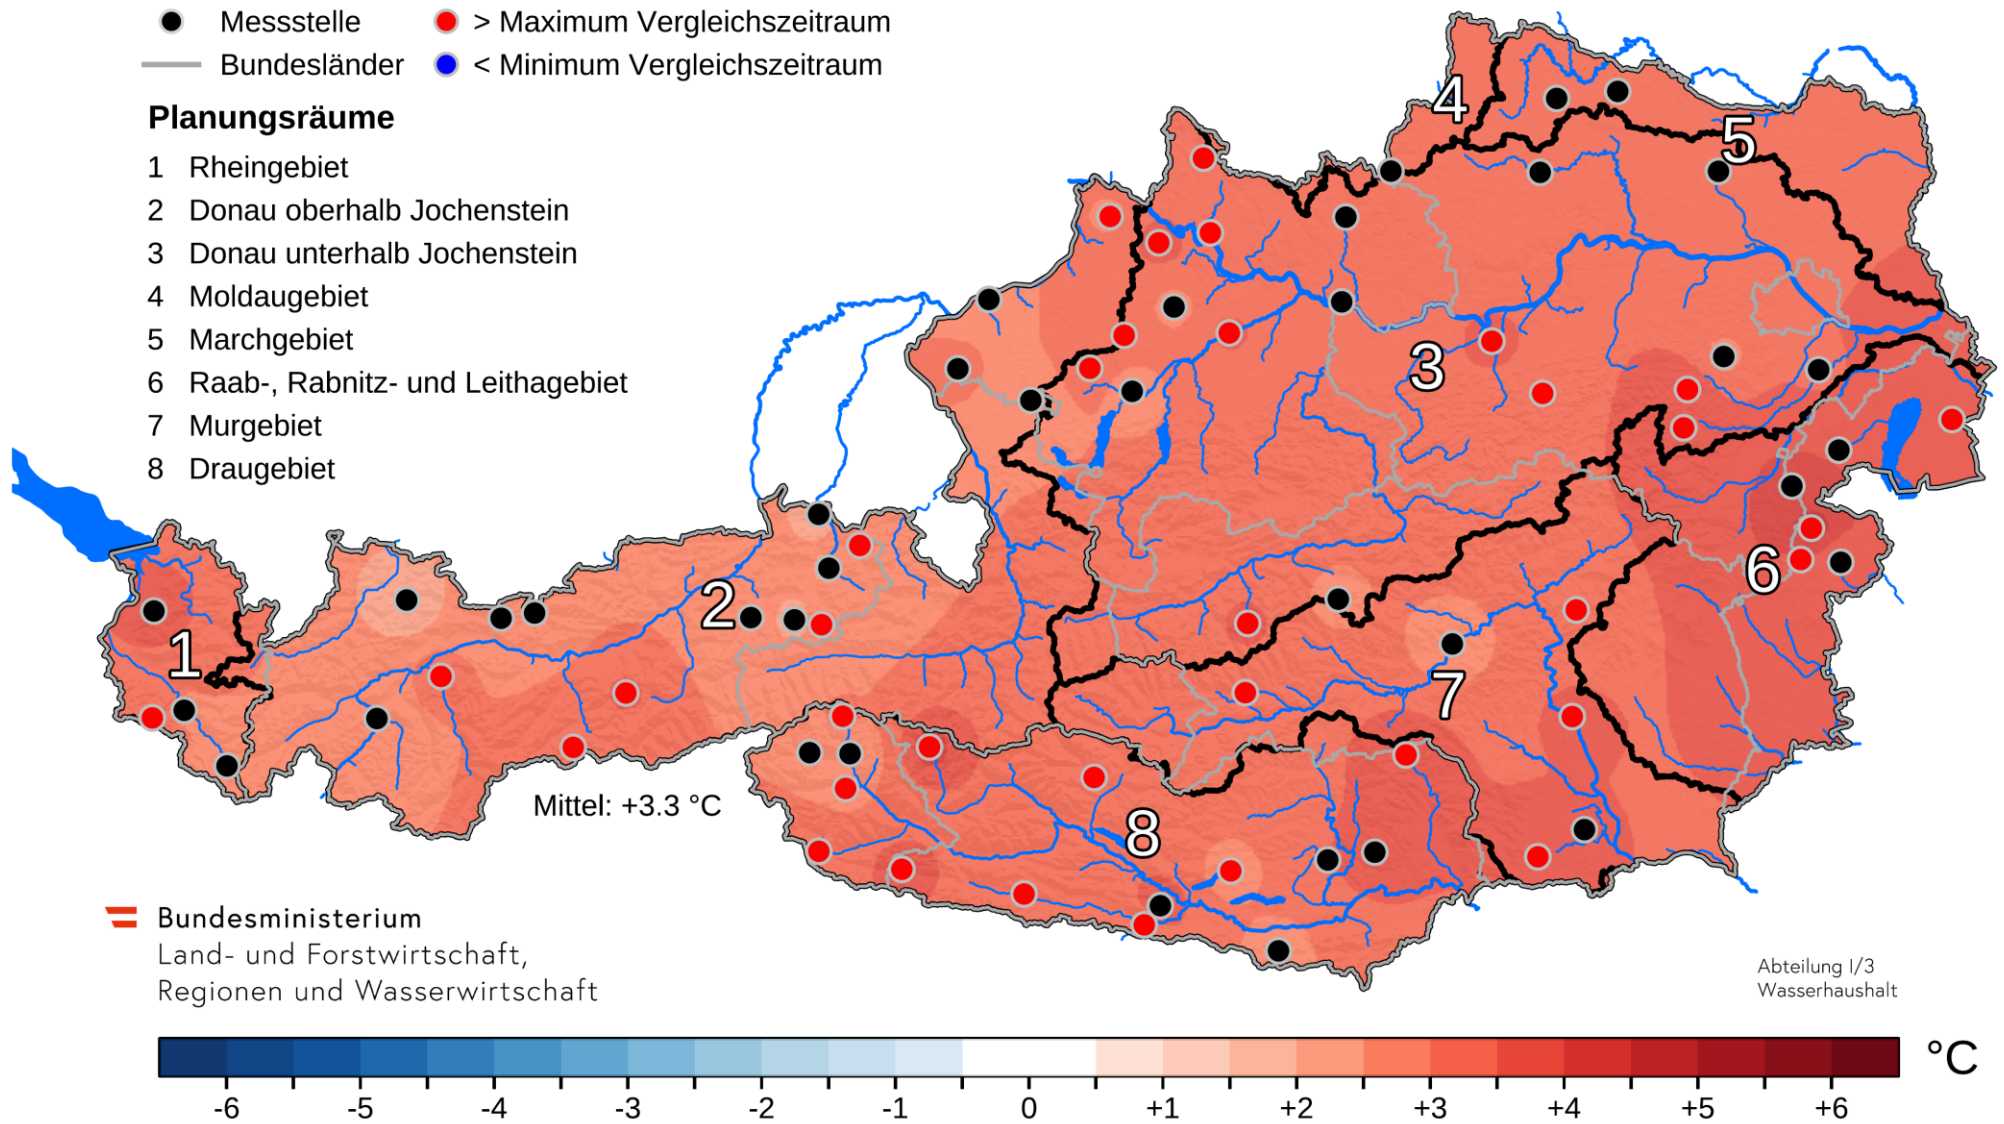 Messstelle
> Maximum Vergleichszeitraum
Bundesländer
< Minimum Vergleichszeitraum
Planungsräume
1 Rheingebiet
2 Donau oberhalb Jochenstein
3 Donau unterhalb Jochenstein
4 Moldaugebiet
5 Marchgebiet
6 Raab-, Rabnitz- und Leithagebiet
7 Murgebiet
8 Draugebiet
4
5
3
6
2
1
7
8
Mittel: +3.3 °C
Bundesministerium
Land- und Forstwirtschaft,
Regionen und Wasserwirtschaft
Abteilung I/3
Wasserhaushalt
°C
-6 -5 -4 -3 -2 -1 0 +1 +2 +3 +4 +5 +6